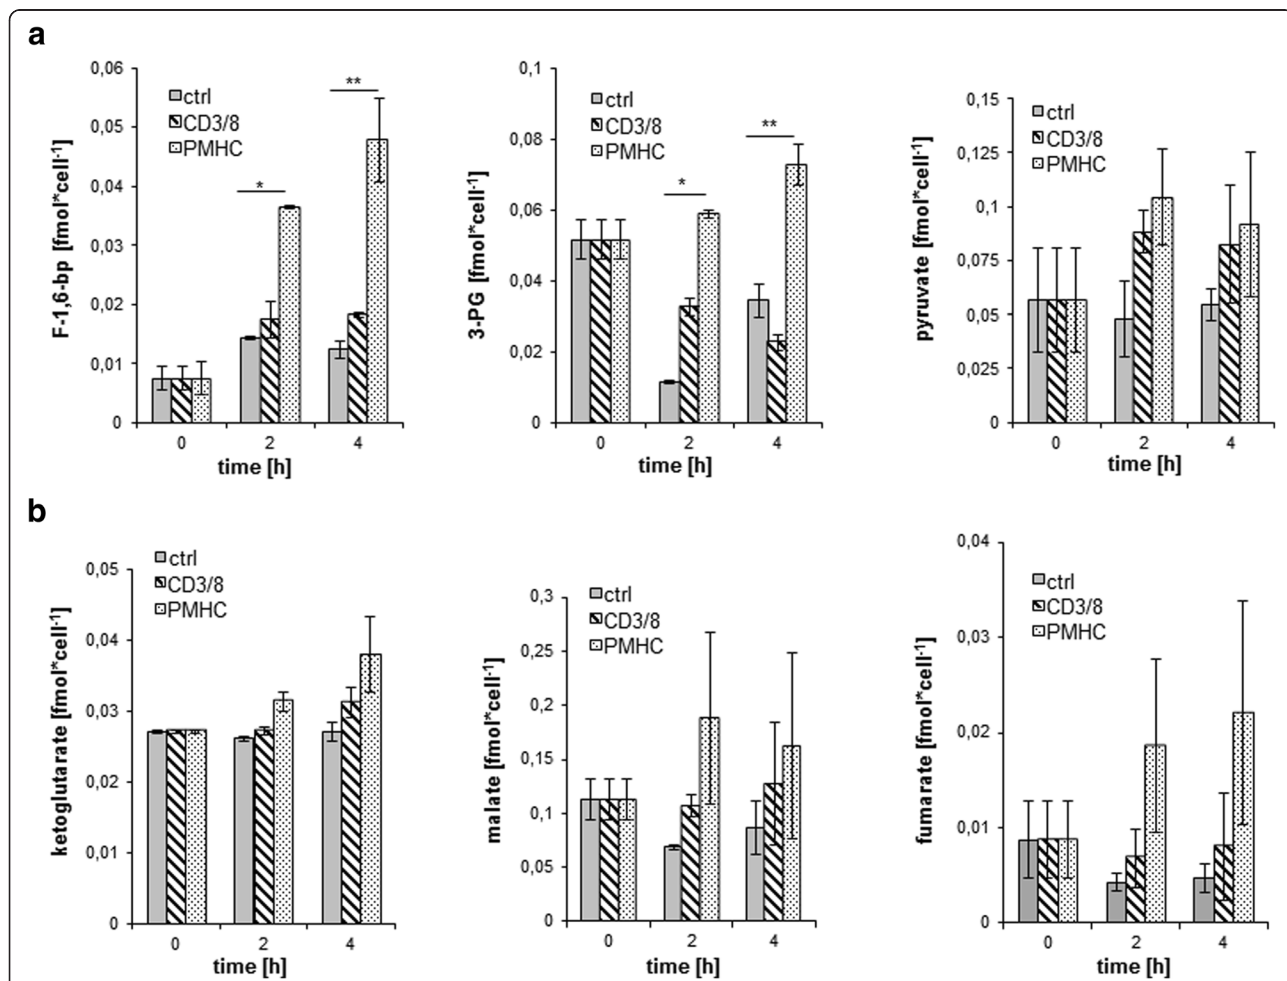 a
F-1,6-bp [fmol*cell-1]
0,06
0,05
0,04
0,03
0,02
0,01
0
ctrl
CD3/8
PMHC
*
**
0
2
4
time [h]
3-PG [fmol*cell-1]
0,1
0,08
0,06
0,04
0,02
0
ctrl
CD3/8
PMHC
*
**
0
2
4
time [h]
pyruvate [fmol*cell-1]
0,15
0,125
0,1
0,075
0,05
0,025
0
ctrl
CD3/8
PMHC
0
2
4
time [h]
b
ketoglutarate [fmol*cell-1]
0,05
0,04
0,03
0,02
0,01
0
ctrl
CD3/8
PMHC
0
2
4
time [h]
malate [fmol*cell-1]
0,3
0,25
0,2
0,15
0,1
0,05
0
ctrl
CD3/8
PMHC
0
2
4
time [h]
fumarate [fmol*cell-1]
0,04
0,03
0,02
0,01
0
ctrl
CD3/8
PMHC
0
2
4
time [h]